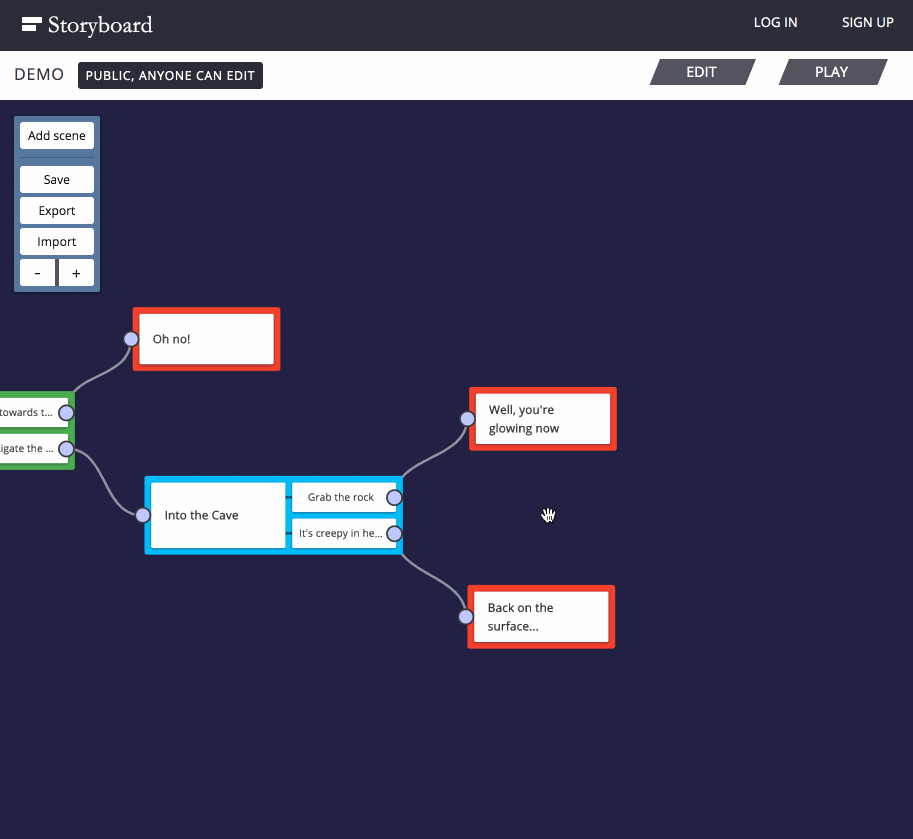 Storyboard
LOG IN
SIGN UP
DEMO
PUBLIC, ANYONE CAN EDIT
EDIT
PLAY
Add scene
Save
Export
Import
-
+
Oh no!
towards t...
tigate the ...
Well, you're
glowing now
Into the Cave
Grab the rock
It's creepy in he...
Back on the
surface...